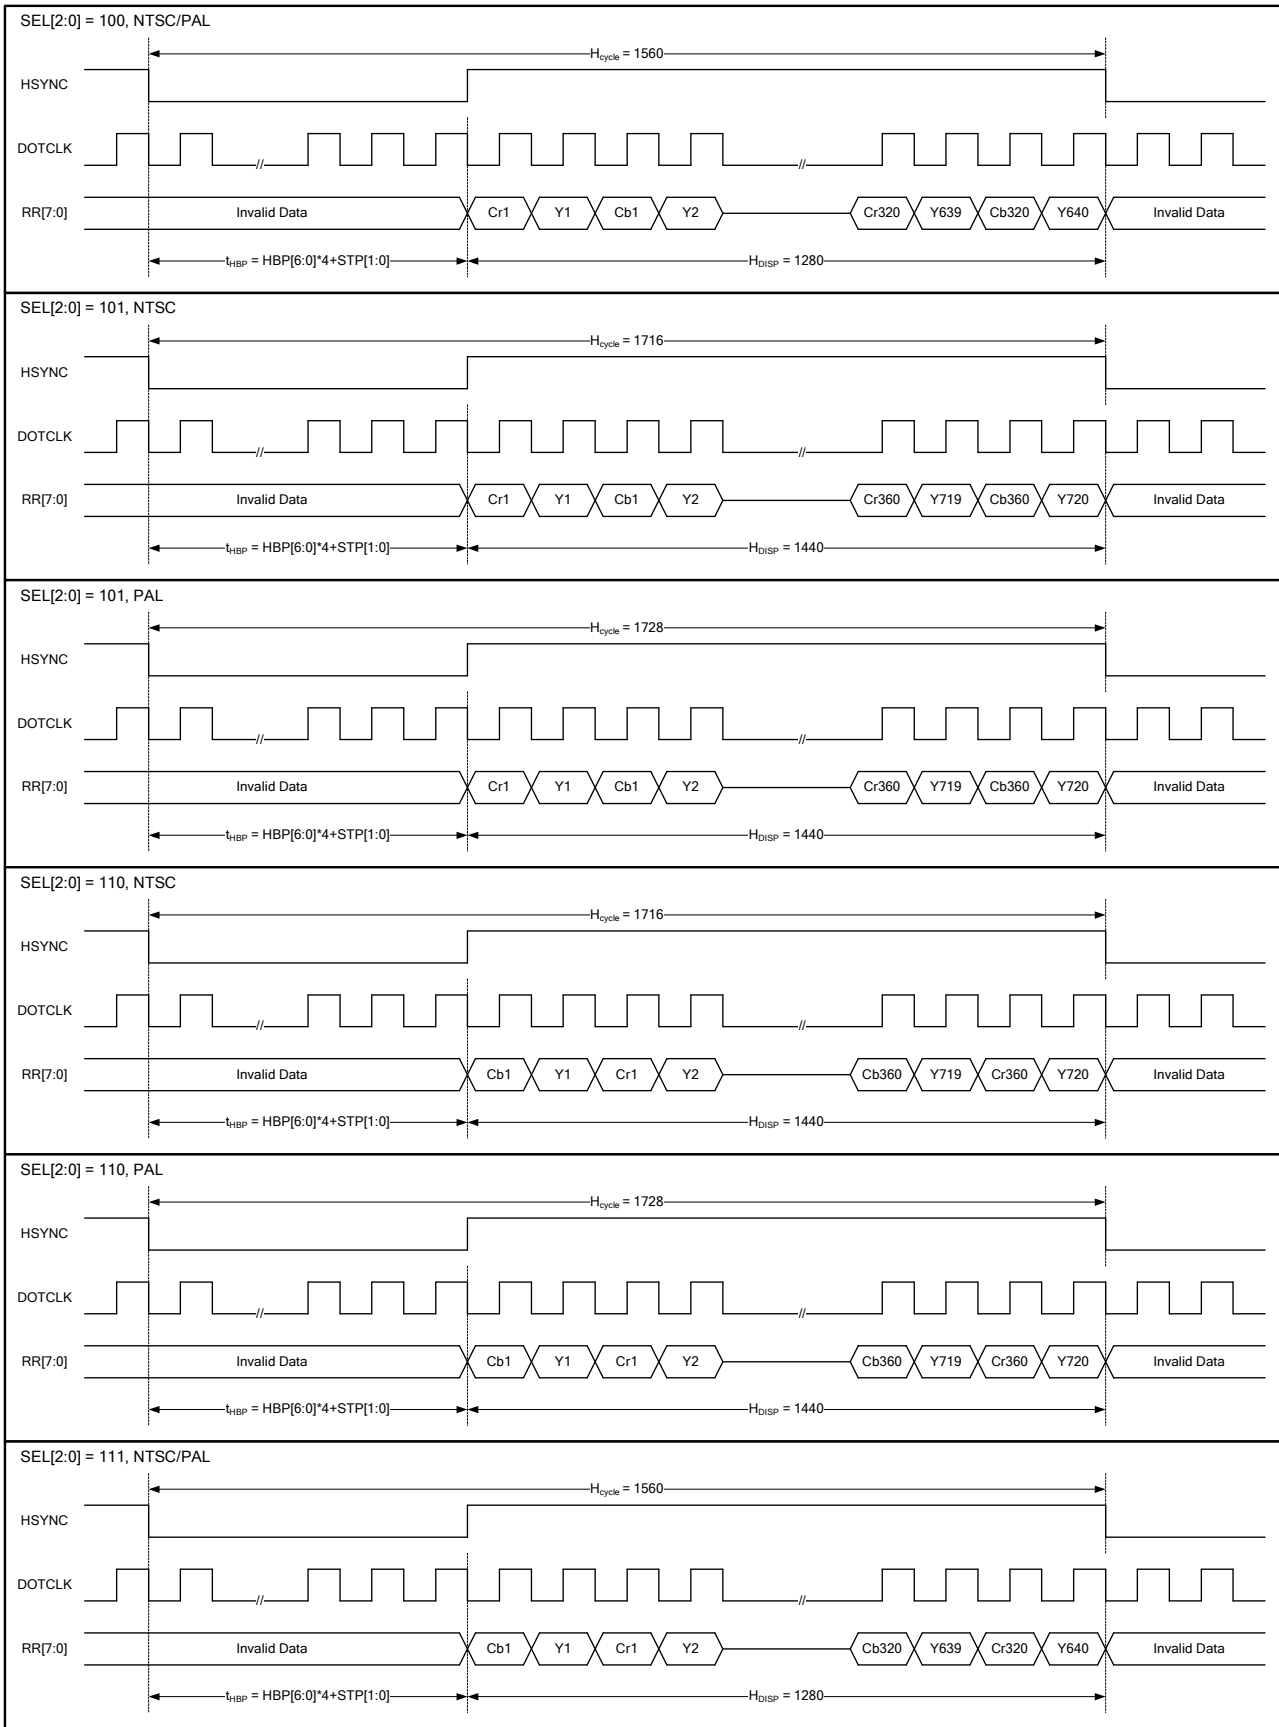 SEL[2:0] = 100, NTSC/PAL
Hcycle = 1560
HSYNC
DOTCLK
//
//
RR[7:0] Invalid Data Cr1 Y1 Cb1 Y2 Cr320 Y639 Cb320 Y640 Invalid Data
tHBP = HBP[6:0]*4+STP[1:0] HDISP = 1280
SEL[2:0] = 101, NTSC
Hcycle = 1716
HSYNC
DOTCLK
//
//
RR[7:0] Invalid Data Cr1 Y1 Cb1 Y2 Cr360 Y719 Cb360 Y720 Invalid Data
tHBP = HBP[6:0]*4+STP[1:0] HDISP = 1440
SEL[2:0] = 101, PAL
Hcycle = 1728
HSYNC
DOTCLK
//
//
RR[7:0] Invalid Data Cr1 Y1 Cb1 Y2 Cr360 Y719 Cb360 Y720 Invalid Data
tHBP = HBP[6:0]*4+STP[1:0] HDISP = 1440
SEL[2:0] = 110, NTSC
Hcycle = 1716
HSYNC
DOTCLK
//
//
RR[7:0] Invalid Data Cb1 Y1 Cr1 Y2 Cb360 Y719 Cr360 Y720 Invalid Data
tHBP = HBP[6:0]*4+STP[1:0] HDISP = 1440
SEL[2:0] = 110, PAL
Hcycle = 1728
HSYNC
DOTCLK
//
//
RR[7:0] Invalid Data Cb1 Y1 Cr1 Y2 Cb360 Y719 Cr360 Y720 Invalid Data
tHBP = HBP[6:0]*4+STP[1:0] HDISP = 1440
SEL[2:0] = 111, NTSC/PAL
Hcycle = 1560
HSYNC
DOTCLK
//
//
RR[7:0] Invalid Data Cb1 Y1 Cr1 Y2 Cb320 Y639 Cr320 Y640 Invalid Data
tHBP = HBP[6:0]*4+STP[1:0] HDISP = 1280